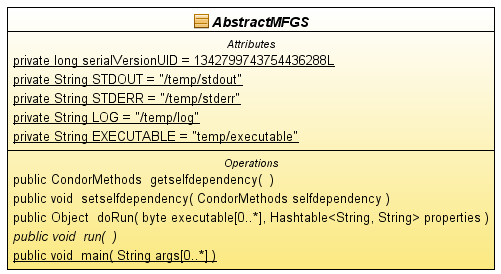 AbstractMFGS
Attributes
private long serialVersionUID = 1342799743754436288L
private String STDOUT = "/temp/stdout"
private String STDERR = "/temp/stderr"
private String LOG = "/temp/log"
private String EXECUTABLE = "temp/executable"
Operations
public CondorMethods getselfdependency( )
public void setselfdependency( CondorMethods selfdependency )
public Object doRun( byte executable[0..*], Hashtable<String, String> properties )
public void run( )
public void main( String args[0..*] )